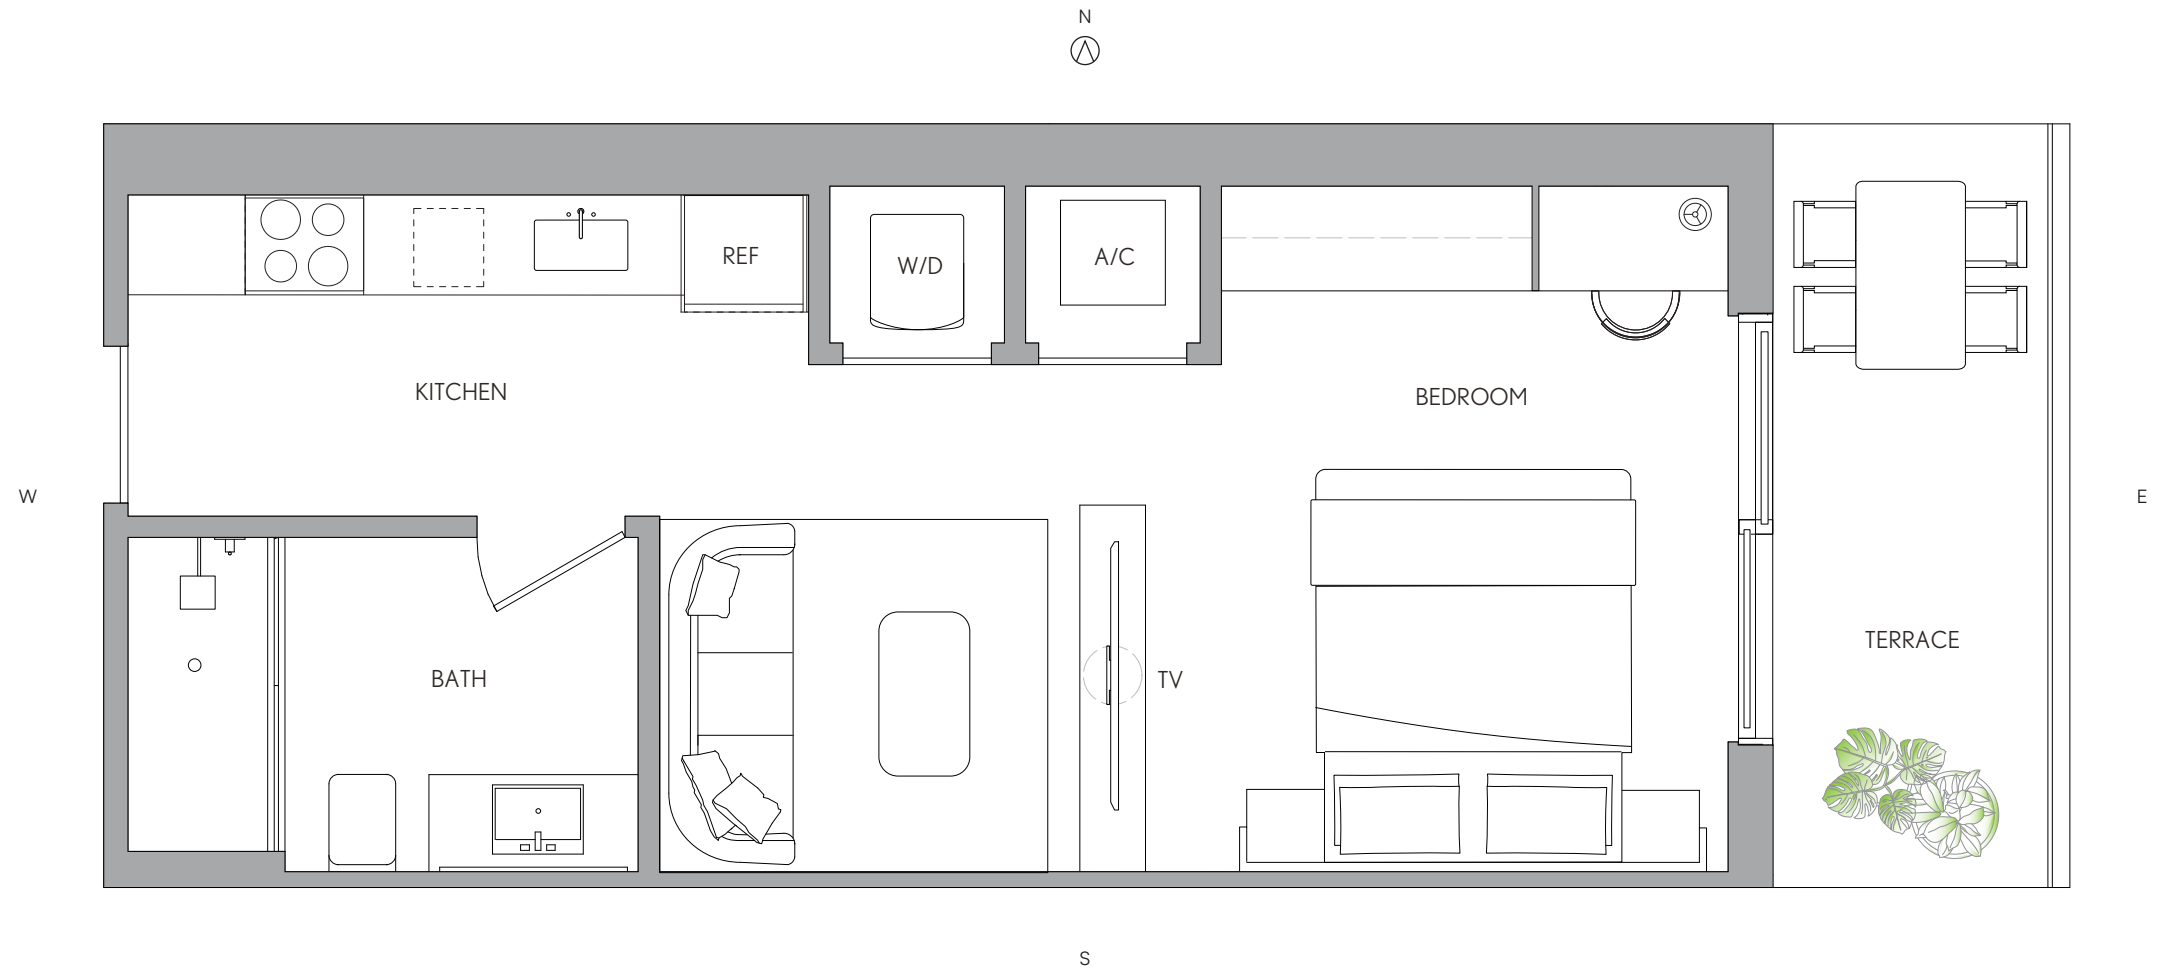 N
REF
W/D
A/C
KITCHEN
BEDROOM
W
E
TERRACE
BATH
TV
S